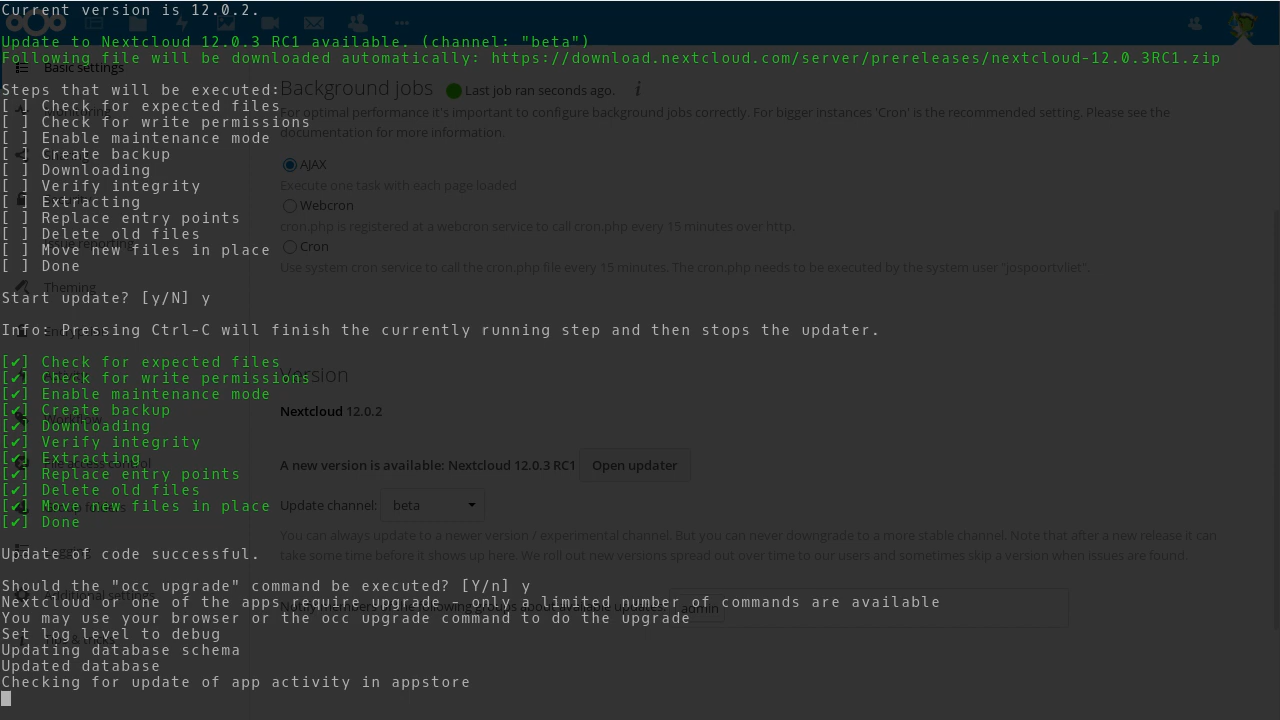 Current version is 12.0.2.
Update to Nextcloud 12.0.3 RC1 available. (channel: "beta")
Following file will be downloaded automatically: https://download.nextcloud.com/server/prereleases/nextcloud-12.0.3RC1.zip
Basic settings
Steps that will be executed:
[ ] Check for expected files
[ ] Check for write permissions
[ ] Enable maintenance mode
[ ] Create backup
[ ] Downloading
[ ] Verify integrity
[ ] Extracting
[ ] Replace entry points
[ ] Delete old files
[ ] Move new files in place
[ ] Done
Theming
Start update? [y/N] y
Info: Pressing Ctrl-C will finish the currently running step and then stops the updater.
[✔] Check for expected files
[✔] Check for write permissions
[✔] Enable maintenance mode
[✔] Create backup
[✔] Downloading
[✔] Verify integrity
[✔] Extracting
[✔] Replace entry points
[✔] Delete old files
[✔] Move new files in place
[✔] Done
Update of code successful.
Should the "occ upgrade" command be executed? [Y/n] y
Nextcloud or one of the apps require upgrade - only a limited number of commands are available
You may use your browser or the occ upgrade command to do the upgrade
Set log level to debug
Updating database schema
Updated database
Checking for update of app activity in appstore
Background jobs
Last job ran seconds ago.
For optimal performance it's important to configure background jobs correctly. For bigger instances 'Cron' is the recommended setting. Please see the
documentation for more information.
AJAX
Execute one task with each page loaded
Webcron
cron.php is registered at a webcron service to call cron.php every 15 minutes over http.
Cron
Use system cron service to call the cron.php file every 15 minutes. The cron.php needs to be executed by the system user "jospoortvliet".
Version
Nextcloud 12.0.2
A new version is available: Nextcloud 12.0.3 RC1 Open updater
Update channel: beta
You can always update to a newer version / experimental channel. But you can never downgrade to a more stable channel. Note that after a new release it can
take some time before it shows up here. We roll out new versions spread out over time to our users and sometimes skip a version when issues are found.
admin